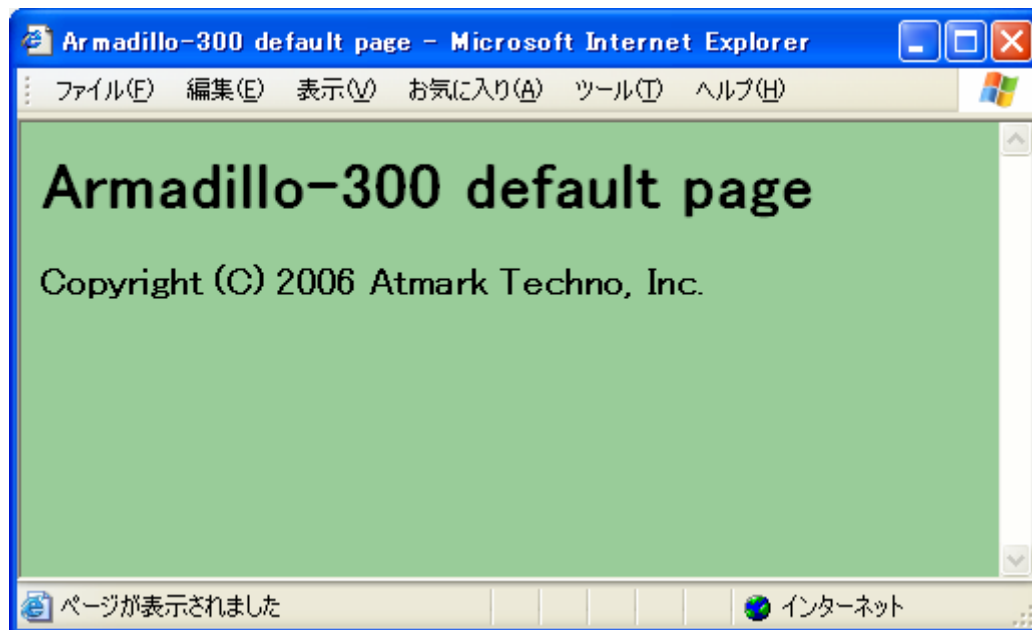 Armadillo-300 default page - Microsoft Internet Explorer
ファイル(F) 編集(E) 表示(V) お気に入り(A) ツール(T) ヘルプ(H)
Armadillo-300 default page
Copyright (C) 2006 Atmark Techno, Inc.
ページが表示されました インターネット